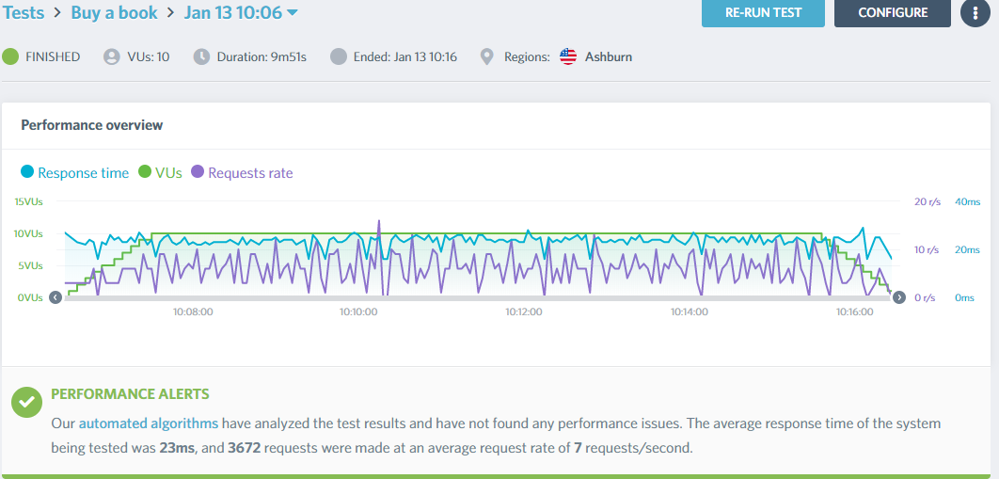 Tests > Buy a book > Jan 13 10:06
RE-RUN TEST
CONFIGURE
FINISHED
VUs: 10
Duration: 9m51s
Ended: Jan 13 10:16
Regions:
Ashburn
Performance overview
Response time
VUs
Requests rate
15VUs
20 r/s
40ms
10VUs
10 r/s
20ms
5VUs
0VUs
0 r/s
0ms
10:08:00
10:10:00
10:12:00
10:14:00
10:16:00
PERFORMANCE ALERTS
Our automated algorithms have analyzed the test results and have not found any performance issues. The average response time of the system
being tested was 23ms, and 3672 requests were made at an average request rate of 7 requests/second.